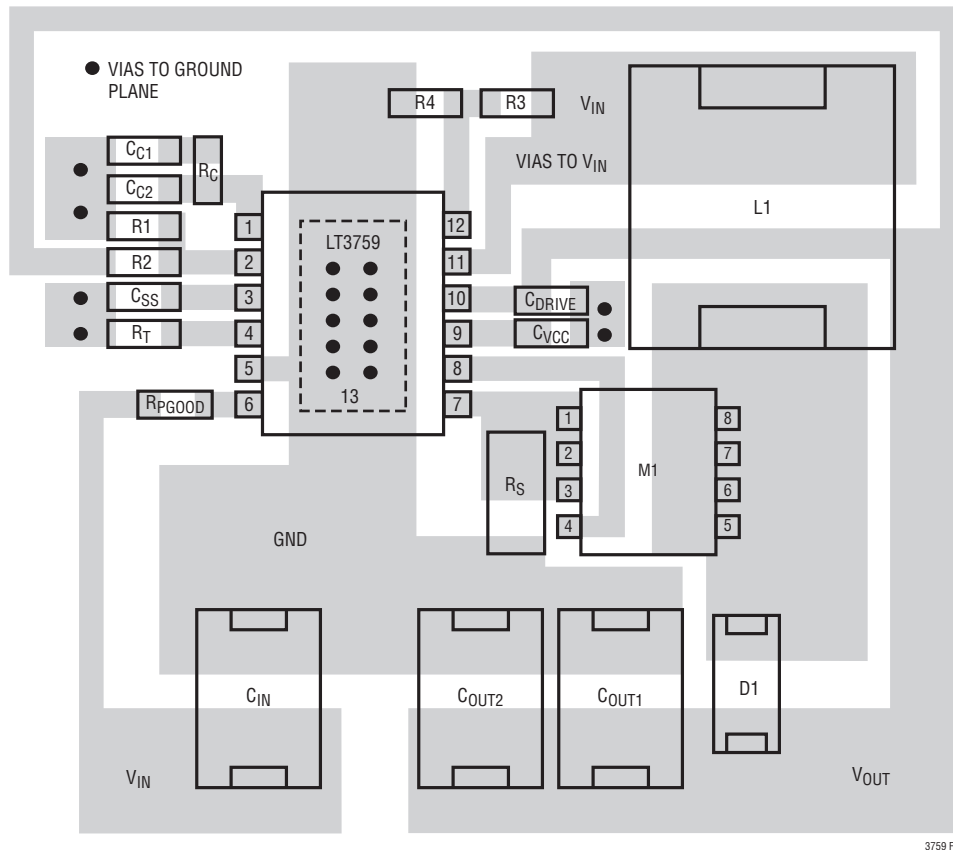 VIAS TO GROUND
PLANE
R4
R3
VIN
CC1
RC
VIAS TO VIN
CC2
R1
1
12
L1
LT3759
R2
2
11
CSS
3
10
CDRIVE
RT
4
9
CVCC
5
8
RPGOOD
6
13
7
1
8
2
7
M1
RS
3
6
4
5
GND
CIN
COUT2
COUT1
D1
VIN
VOUT